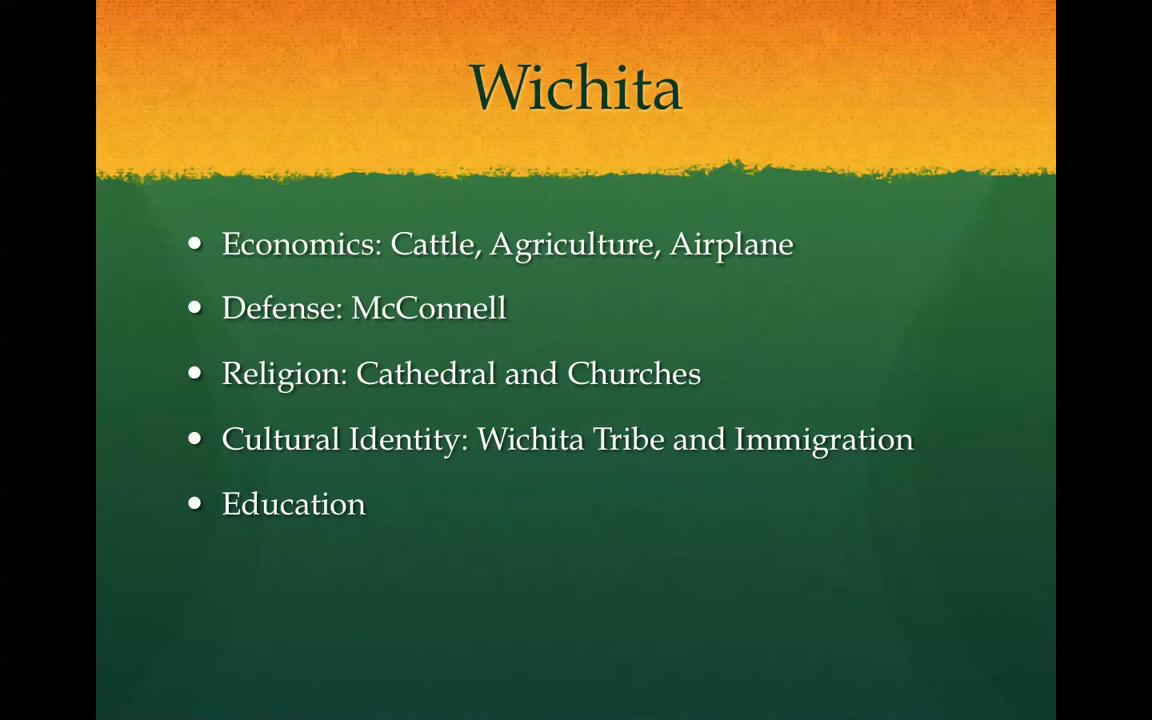 Wichita
• Economics: Cattle, Agriculture, Airplane
• Defense: McConnell
• Religion: Cathedral and Churches
• Cultural Identity: Wichita Tribe and Immigration
• Education